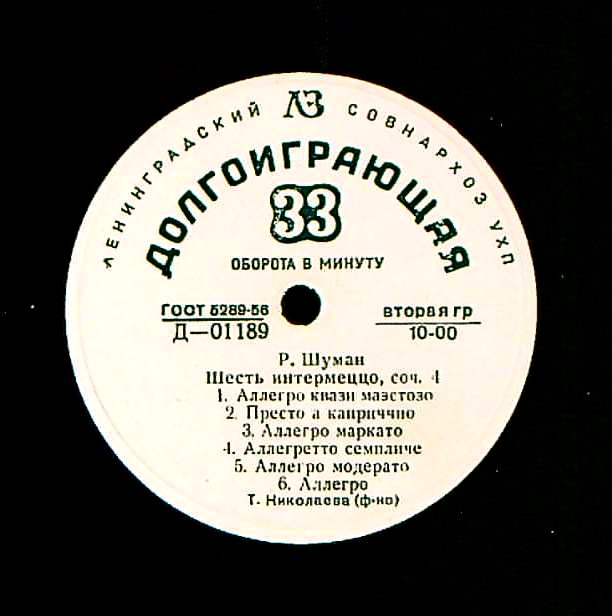 ЛЕНИНГРАДСКИЙ ЛЗ СОВНАРХОЗ УХП
ДОЛГОИГРАЮЩАЯ
33
ОБОРОТА В МИНУТУ
ГОСТ 5289-56
Д—01189
вторая гр
10-00
Р. Шуман
Шесть интермеццо, соч. 4
1. Аллегро квази маэстозо
2. Престо а каприччио
3. Аллегро маркато
4. Аллегретто семпличе
5. Аллегро модерато
6. Аллегро
Т. Николаева (ф-но)